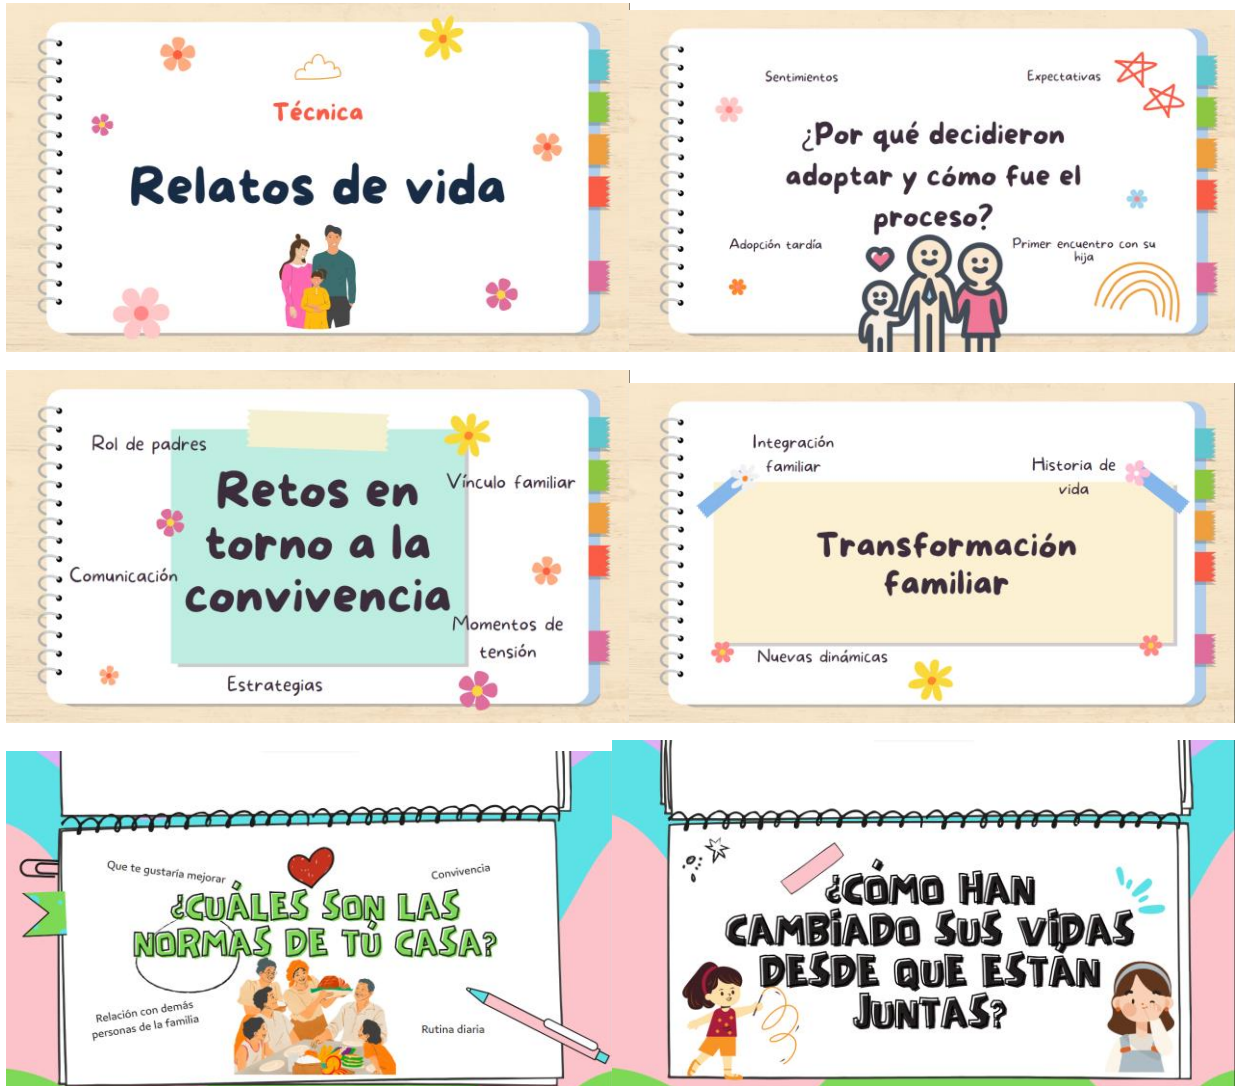 Técnica
Relatos de vida
Sentimientos
Expectativas
¿Por qué decidieron
adoptar y cómo fue el
proceso?
Adopción tardía
Primer encuentro con su
hija
Rol de padres
Vínculo familiar
Retos en
torno a la
convivencia
Comunicación
Momentos de
tensión
Estrategias
Integración
familiar
Historia de
vida
Transformación
familiar
Nuevas dinámicas
Que te gustaría mejorar
Convivencia
¿CUÁLES SON LAS
NORMAS DE TÚ CASA?
Relación con demás
personas de la familia
Rutina diaria
¿CÓMO HAN
CAMBIADO SUS VIDAS
DESDE QUE ESTÁN
JUNTAS?